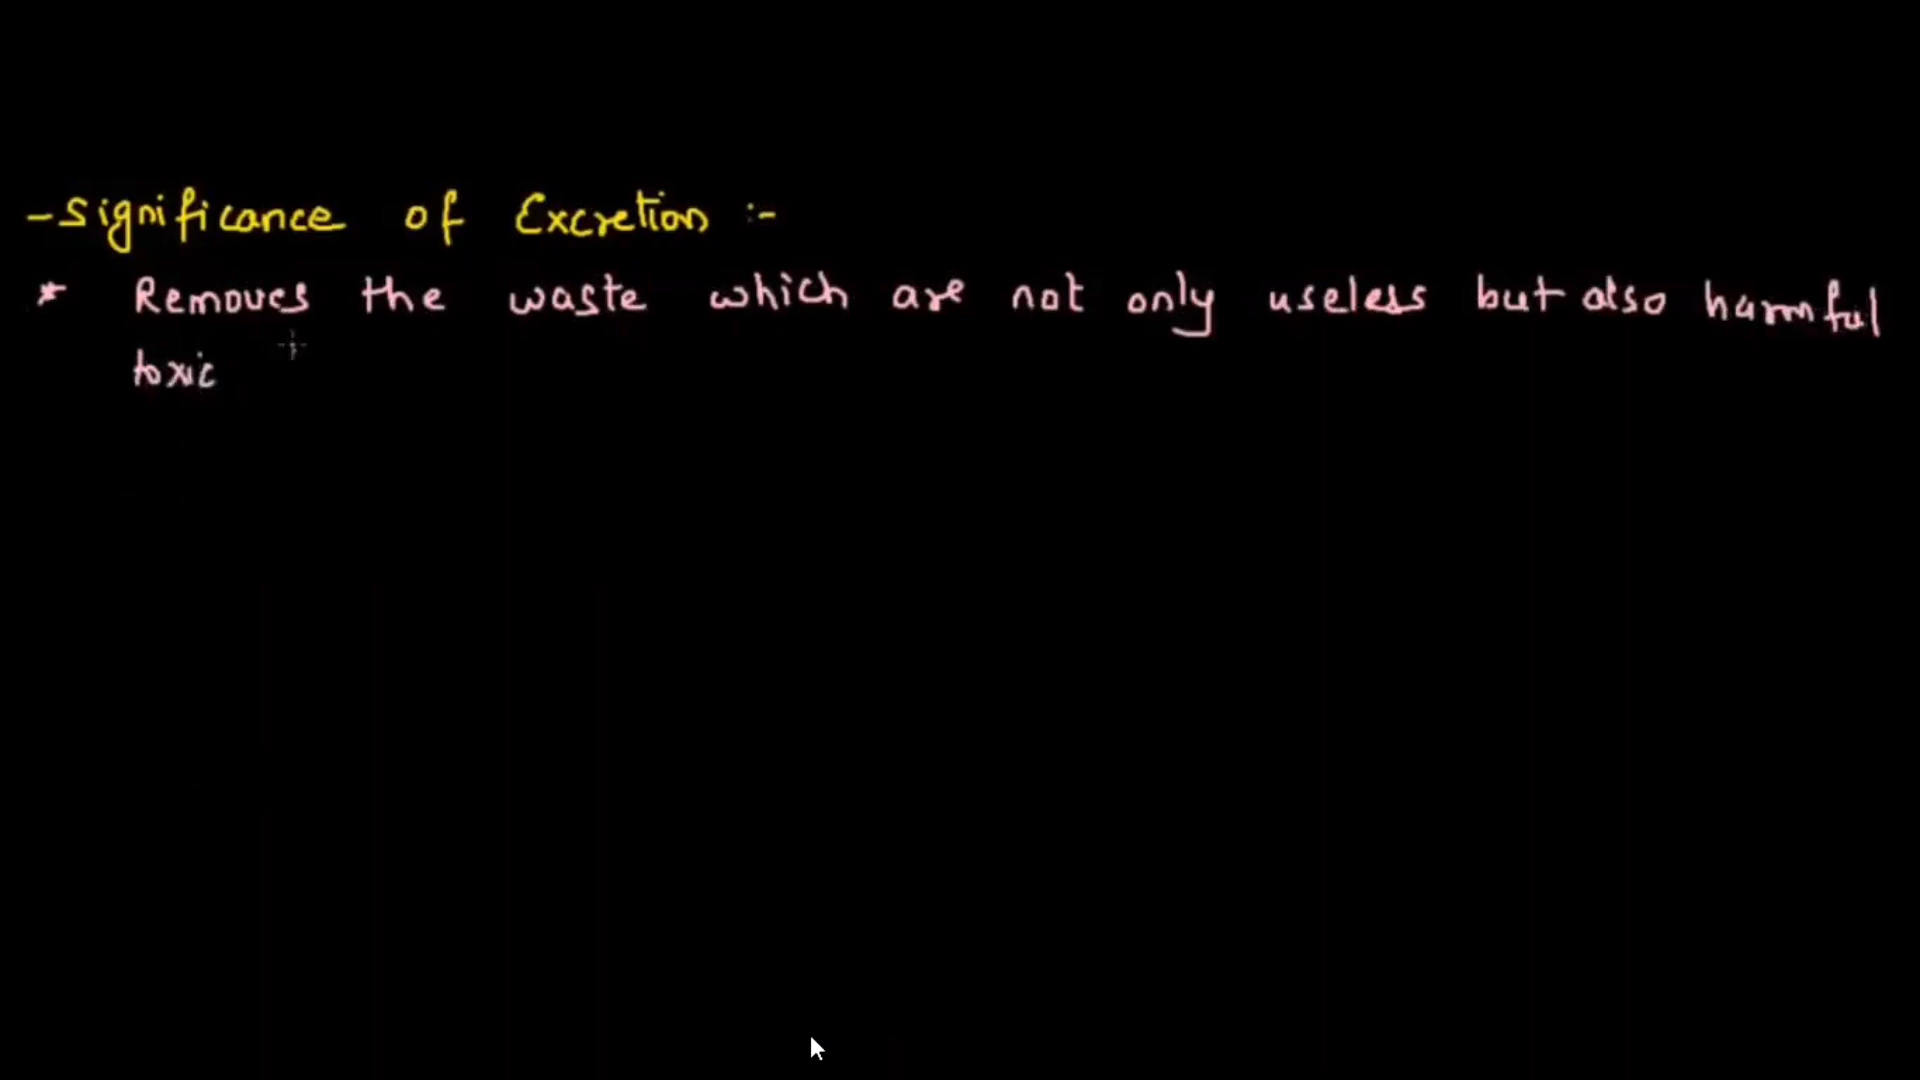 - Significance of Excretion :-
* Removes the waste which are not only useless but also harmful
toxic